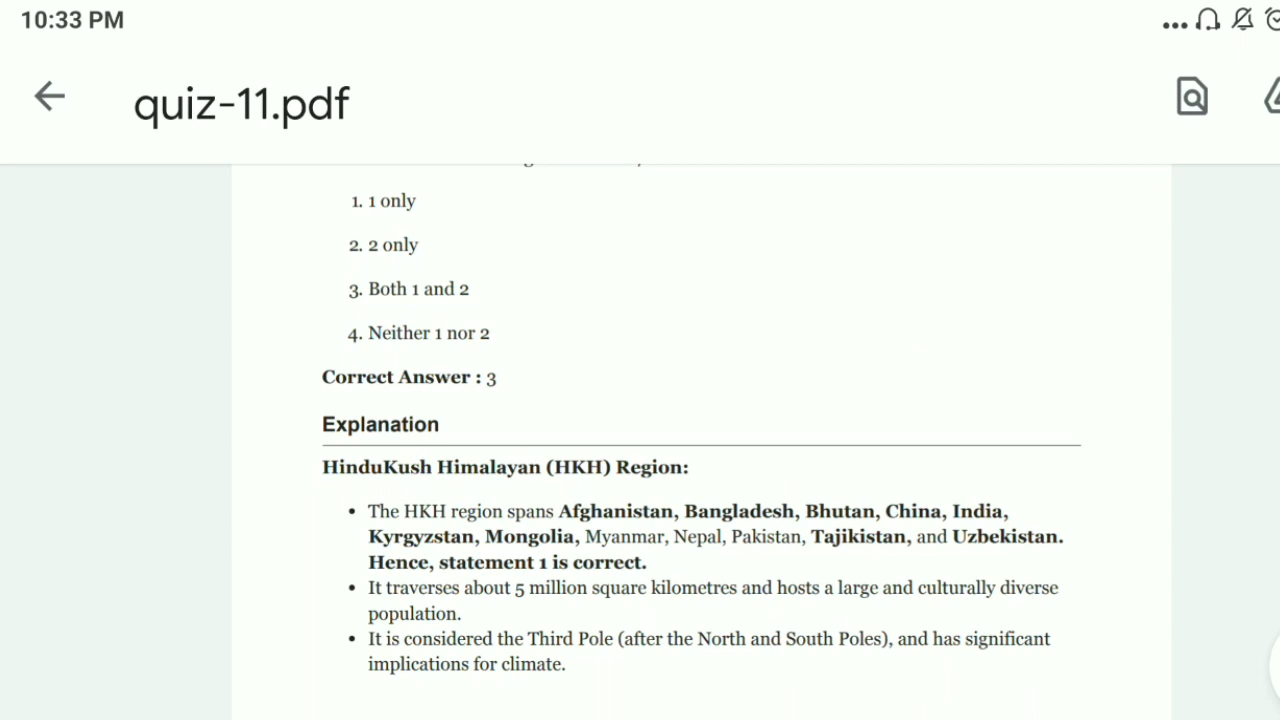 10:33 PM
quiz-11.pdf
1. 1 only
2. 2 only
3. Both 1 and 2
4. Neither 1 nor 2
Correct Answer : 3
Explanation
HinduKush Himalayan (HKH) Region:
• The HKH region spans Afghanistan, Bangladesh, Bhutan, China, India,
Kyrgyzstan, Mongolia, Myanmar, Nepal, Pakistan, Tajikistan, and Uzbekistan.
Hence, statement 1 is correct.
• It traverses about 5 million square kilometres and hosts a large and culturally diverse
population.
• It is considered the Third Pole (after the North and South Poles), and has significant
implications for climate.